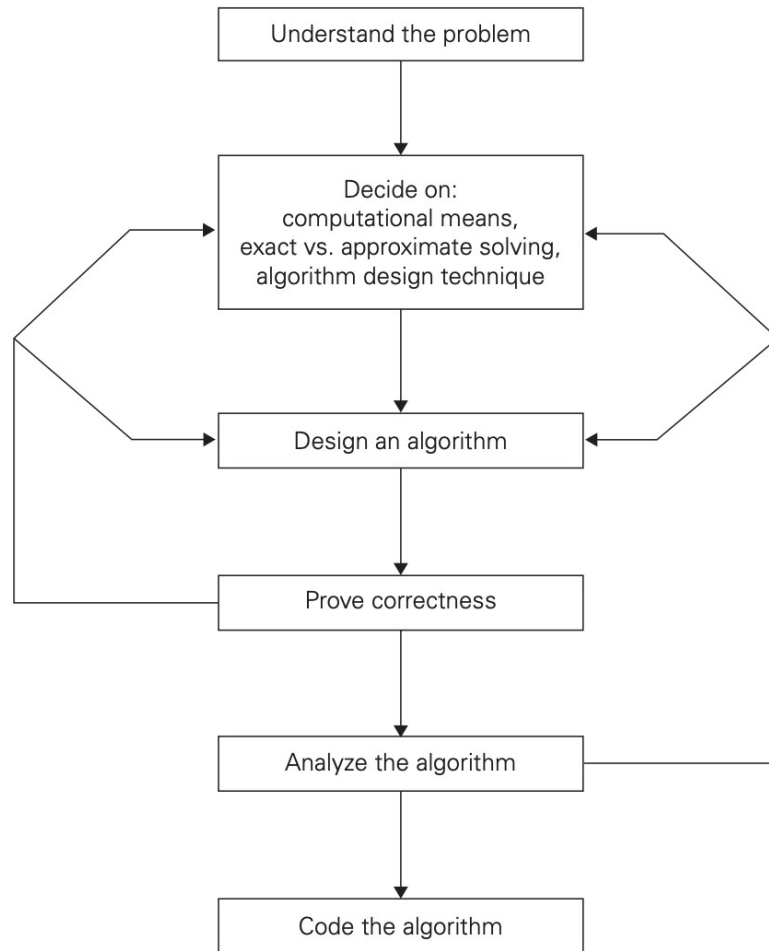 Understand the problem
Decide on:
computational means,
exact vs. approximate solving,
algorithm design technique
Design an algorithm
Prove correctness
Analyze the algorithm
Code the algorithm